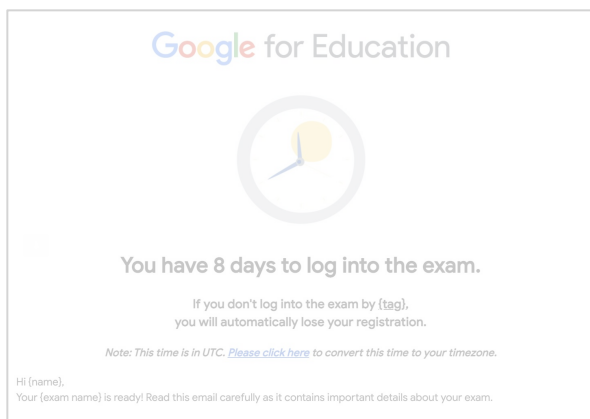 Google for Education
You have 8 days to log into the exam.
If you don't log into the exam by {tag},
you will automatically lose your registration.
Note: This time is in UTC. Please click here to convert this time to your timezone.
Hi {name},
Your {exam name} is ready! Read this email carefully as it contains important details about your exam.